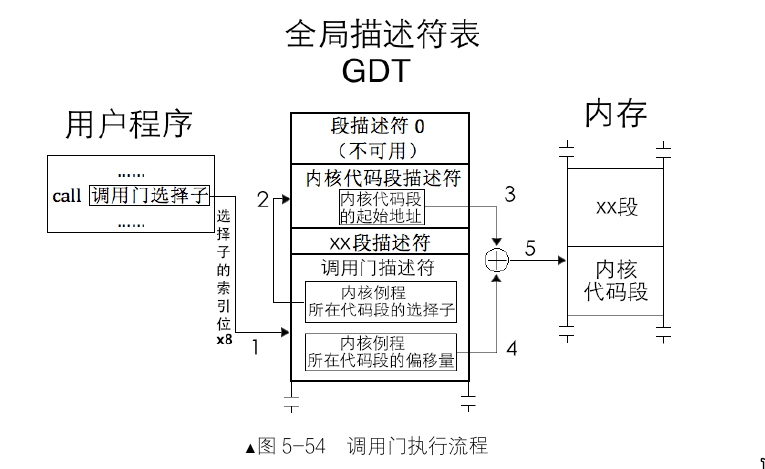 全局描述符表
GDT
用户程序
内存
……
call 调用门选择子
……
选择子的索引位x8
1
2
段描述符 0
（不可用）
内核代码段描述符
内核代码段
的起始地址
xx段描述符
调用门描述符
内核例程
所在代码段的选择子
内核例程
所在代码段的偏移量
3
4
5
xx段
内核
代码段
▲图 5-54 调用门执行流程